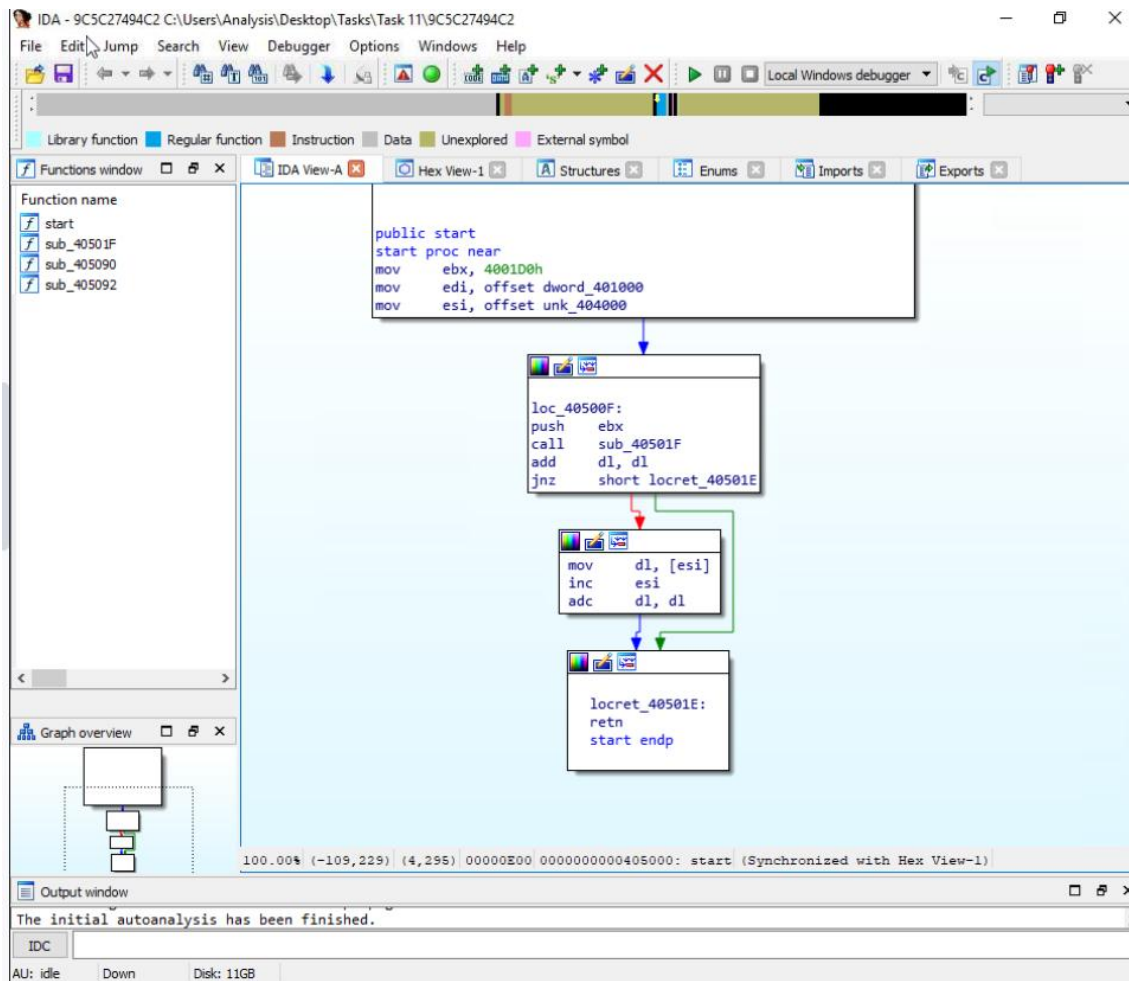 IDA - 9C5C27494C2 C:\Users\Analysis\Desktop\Tasks\Task 11\9C5C27494C2
File Edit Jump Search View Debugger Options Windows Help
Local Windows debugger
Library function Regular function Instruction Data Unexplored External symbol
Functions window IDA View-A Hex View-1 Structures Enums Imports Exports
Function name
start
sub_40501F
sub_405090
sub_405092
public start
start proc near
mov ebx, 4001D0h
mov edi, offset dword_401000
mov esi, offset unk_404000
loc_40500F:
push ebx
call sub_40501F
add dl, dl
jnz short locret_40501E
mov dl, [esi]
inc esi
adc dl, dl
locret_40501E:
retn
start endp
Graph overview
100.00% (-109,229) (4,295) 00000E00 0000000000405000: start (Synchronized with Hex View-1)
Output window
The initial autoanalysis has been finished.
IDC
AU: idle Down Disk: 11GB